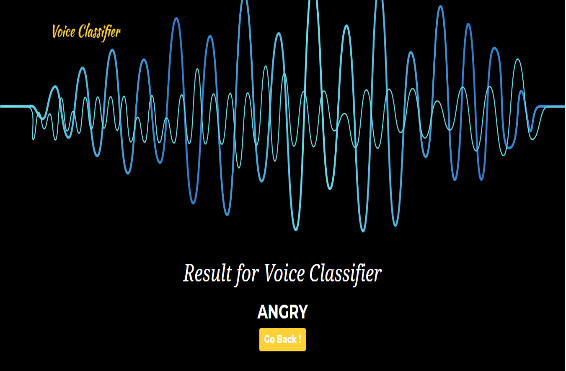 Voice Classifier
Result for Voice Classifier
ANGRY
Go Back !